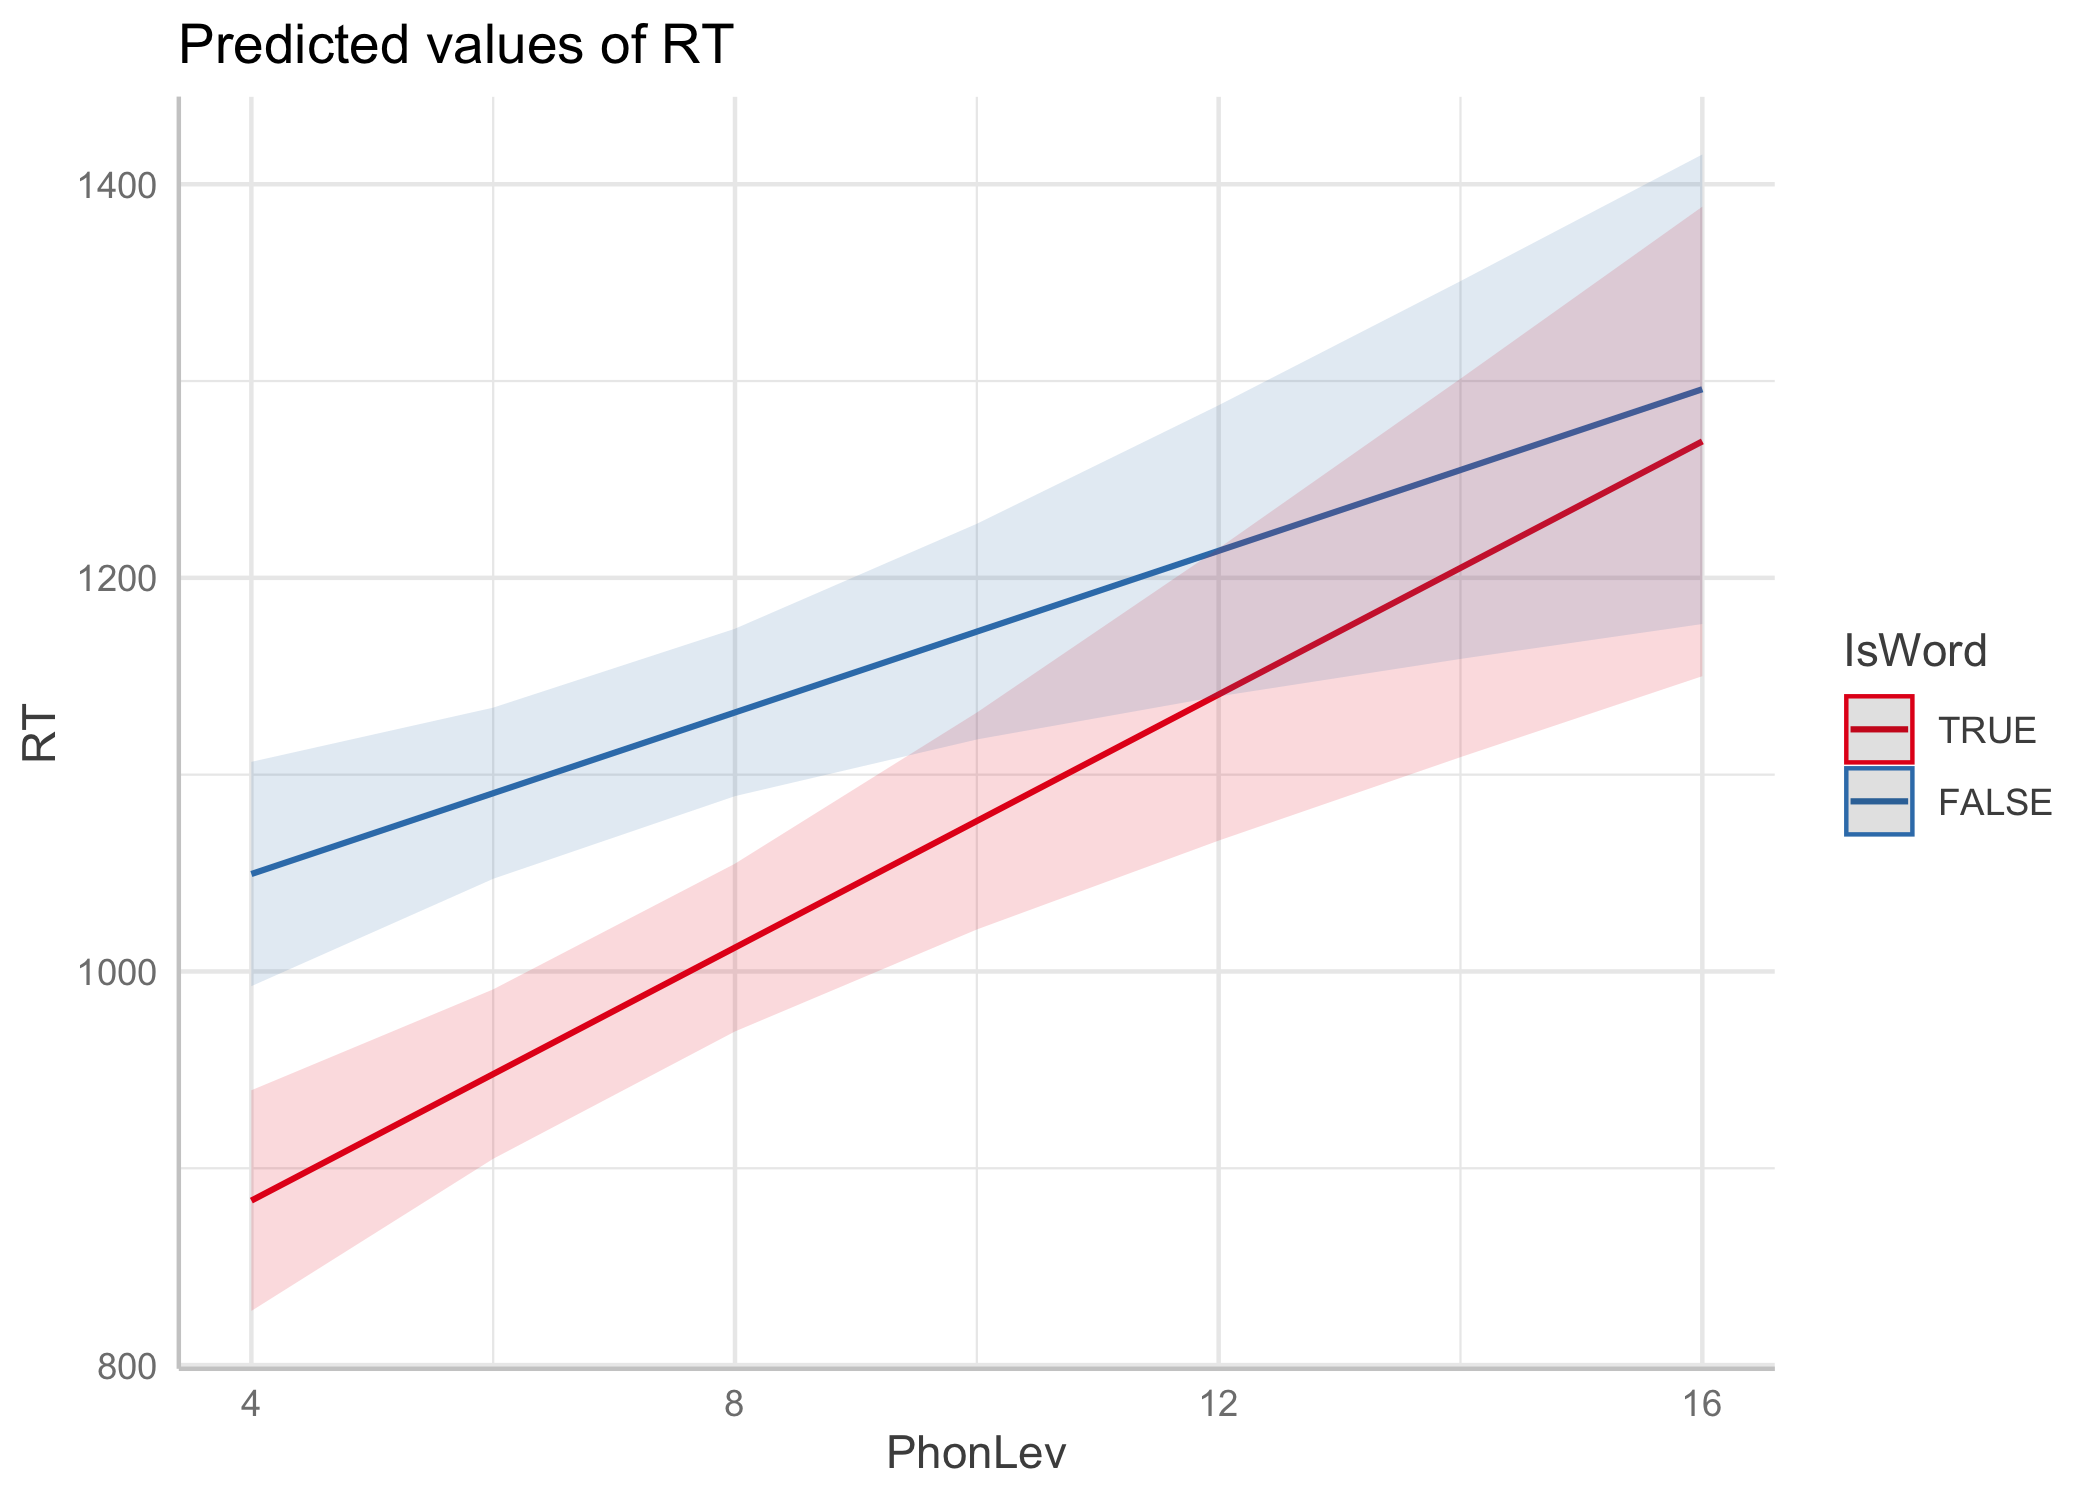 Predicted values of RT
1400
1200
1000
800
RT
4 8 12 16
PhonLev
IsWord
TRUE
FALSE